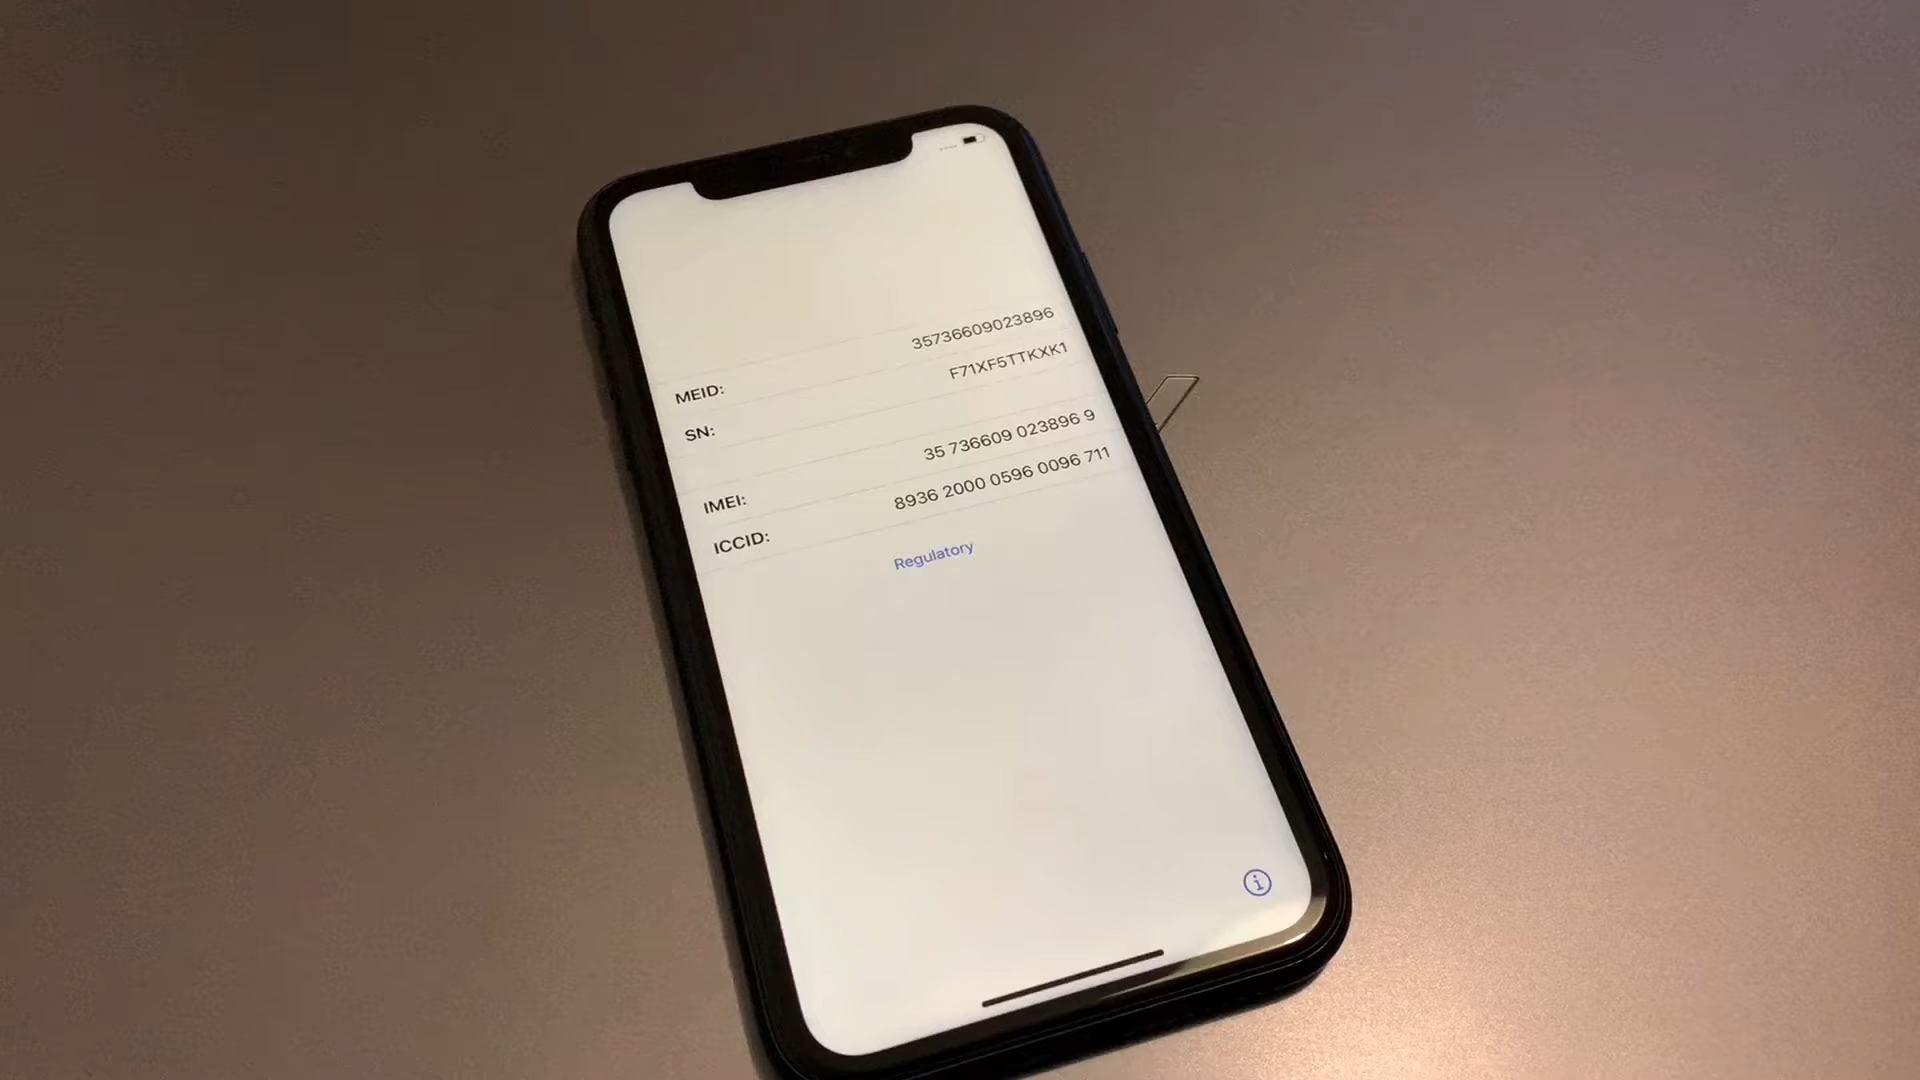 MEID: 35736609023896
SN: F71XF5TTKXK1
IMEI: 35 736609 023896 9
ICCID: 8936 2000 0596 0096 711
Regulatory